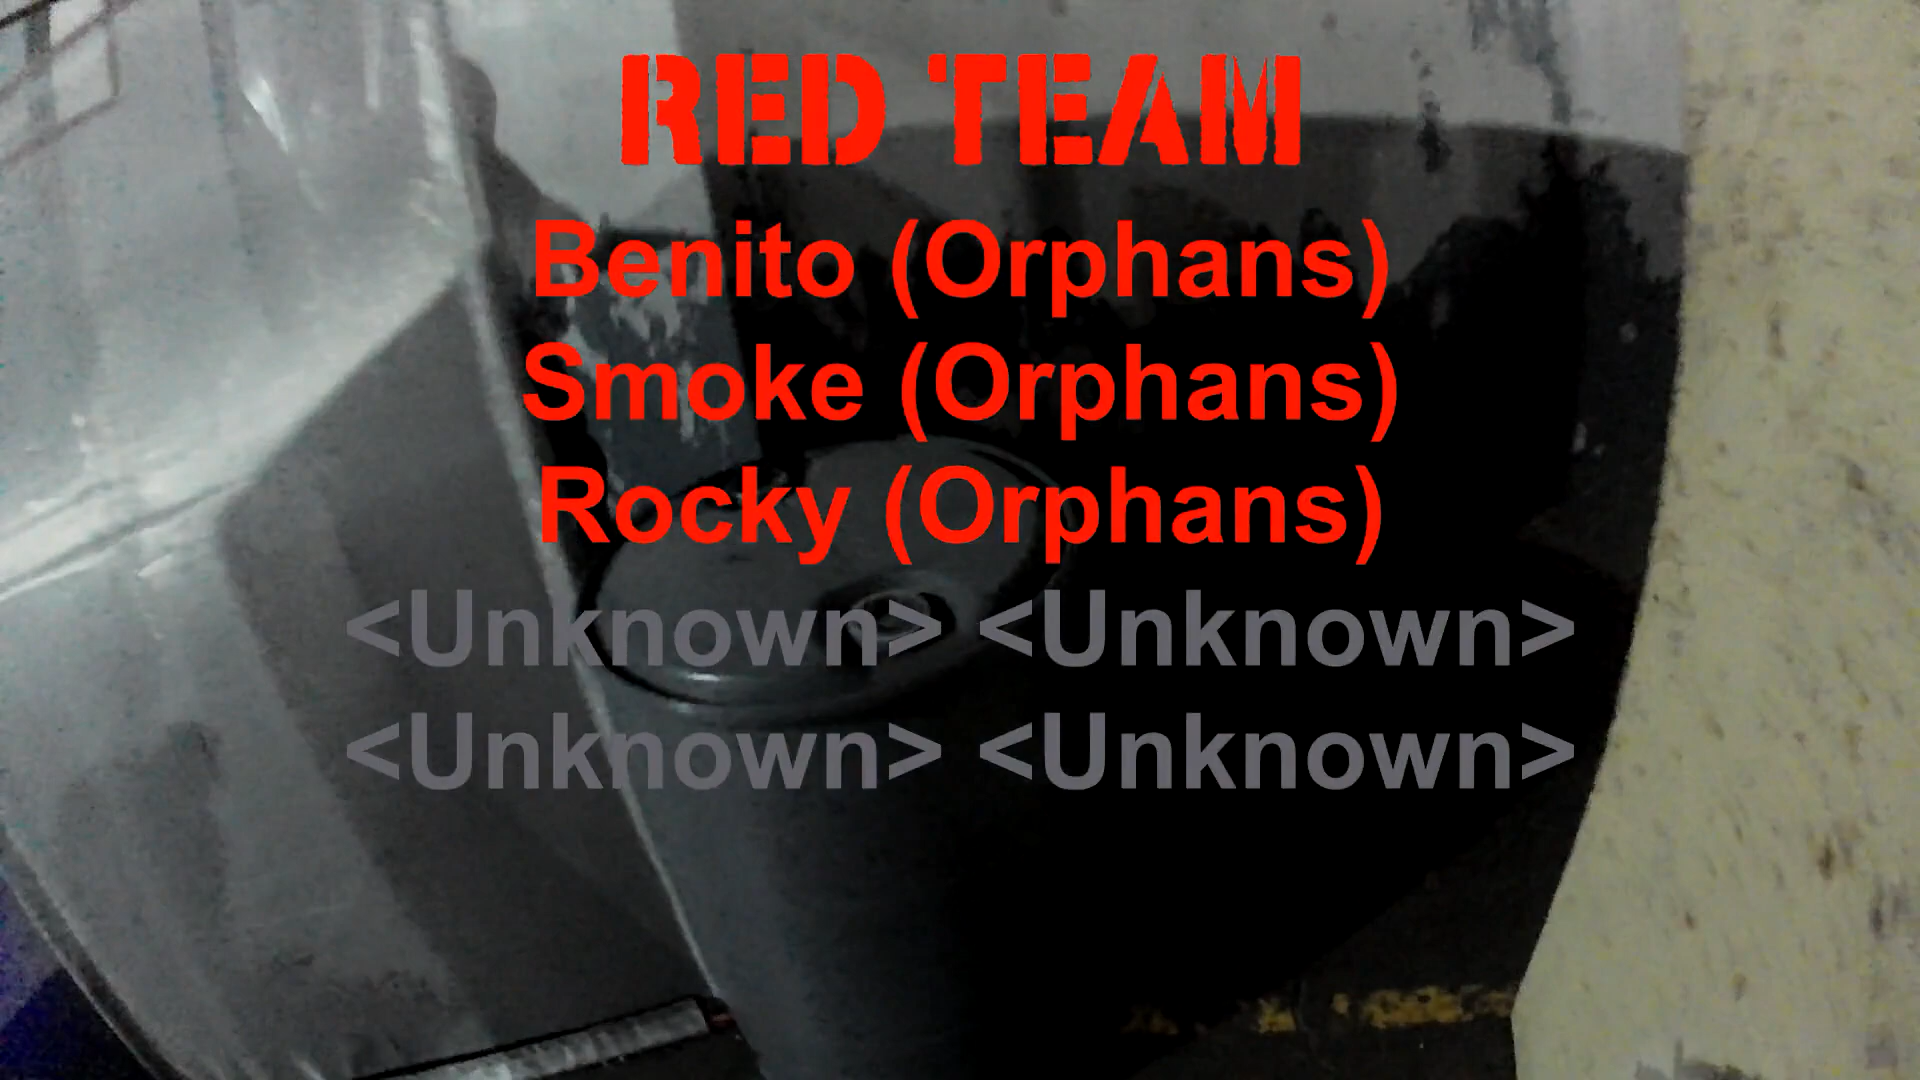 RED TEAM
Benito (Orphans)
Smoke (Orphans)
Rocky (Orphans)
<Unknown> <Unknown>
<Unknown> <Unknown>